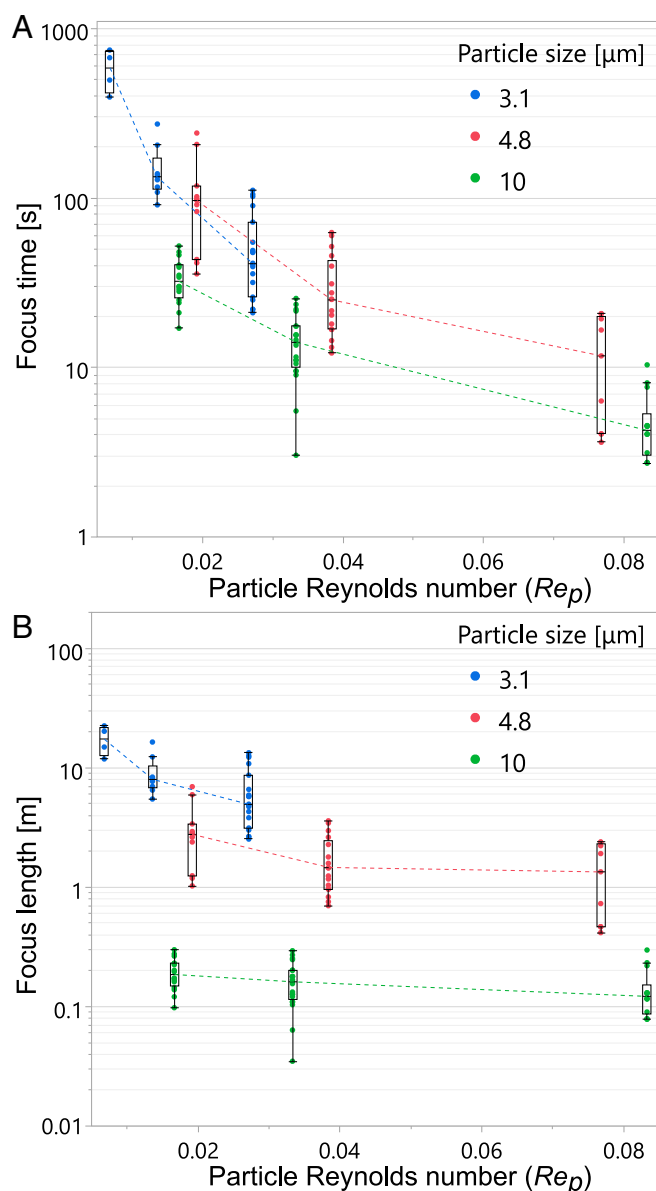 A
1000
100
10
1
Focus time [s]
Particle size [µm]
3.1
4.8
10
0.02
0.04
0.06
0.08
Particle Reynolds number (Rep)
B
100
10
1
0.1
0.01
Focus length [m]
Particle size [µm]
3.1
4.8
10
0.02
0.04
0.06
0.08
Particle Reynolds number (Rep)